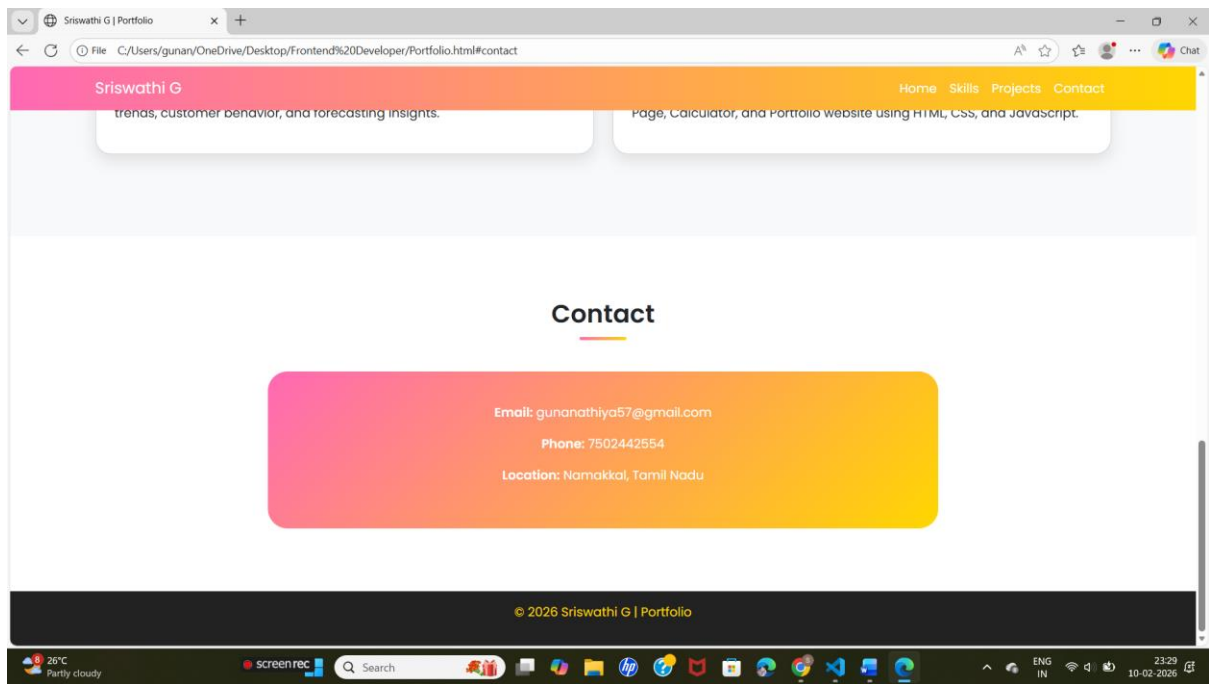 Sriswathi G | Portfolio
File C:/Users/gunan/OneDrive/Desktop/Frontend%20Developer/Portfolio.html#contact
Chat
Sriswathi G Home Skills Projects Contact
trends, customer behavior, and forecasting insights.
Page, Calculator, and Portfolio website using HTML, CSS, and JavaScript.
Contact
Email: gunanathiya57@gmail.com
Phone: 7502442554
Location: Namakkal, Tamil Nadu
© 2026 Sriswathi G | Portfolio
8
26°C
Partly cloudy
screenrec
Search
hp
ENG
IN
23:29
10-02-2026